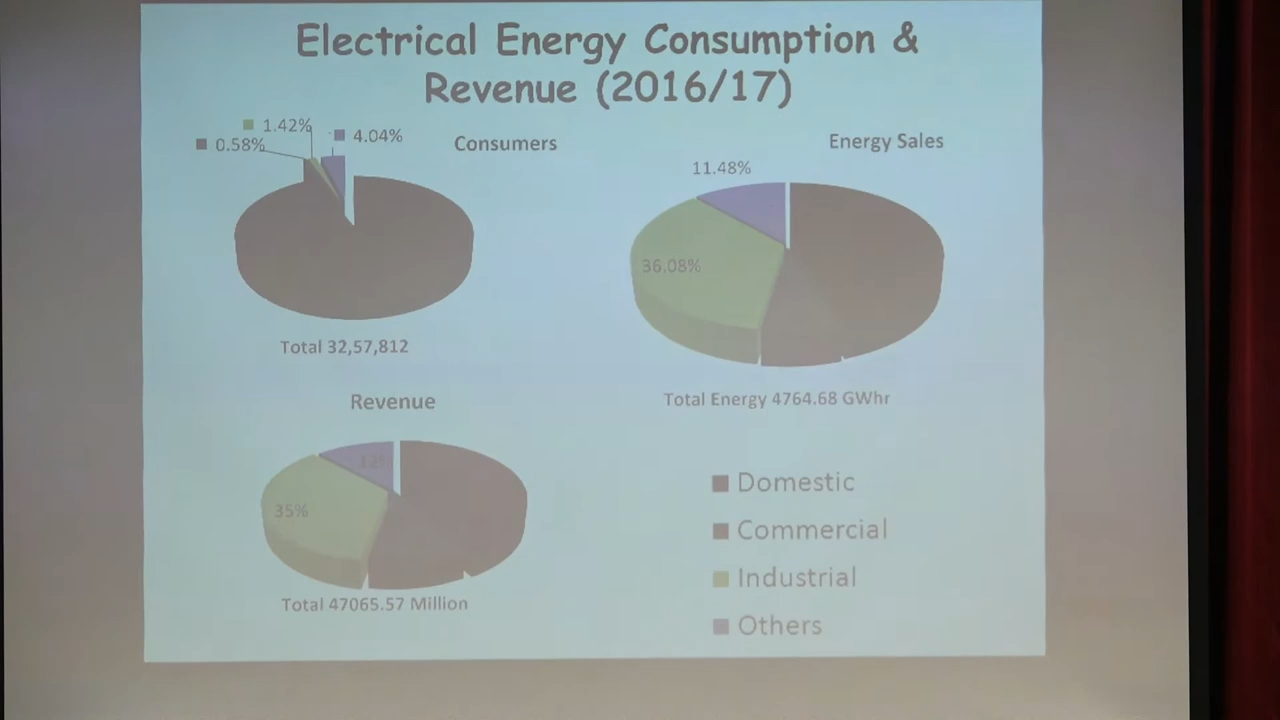 Electrical Energy Consumption &
Revenue (2016/17)
1.42%
0.58%
4.04%
Consumers
Total 32,57,812
Energy Sales
11.48%
36.08%
Total Energy 4764.68 GWhr
Revenue
12%
35%
Total 47065.57 Million
Domestic
Commercial
Industrial
Others